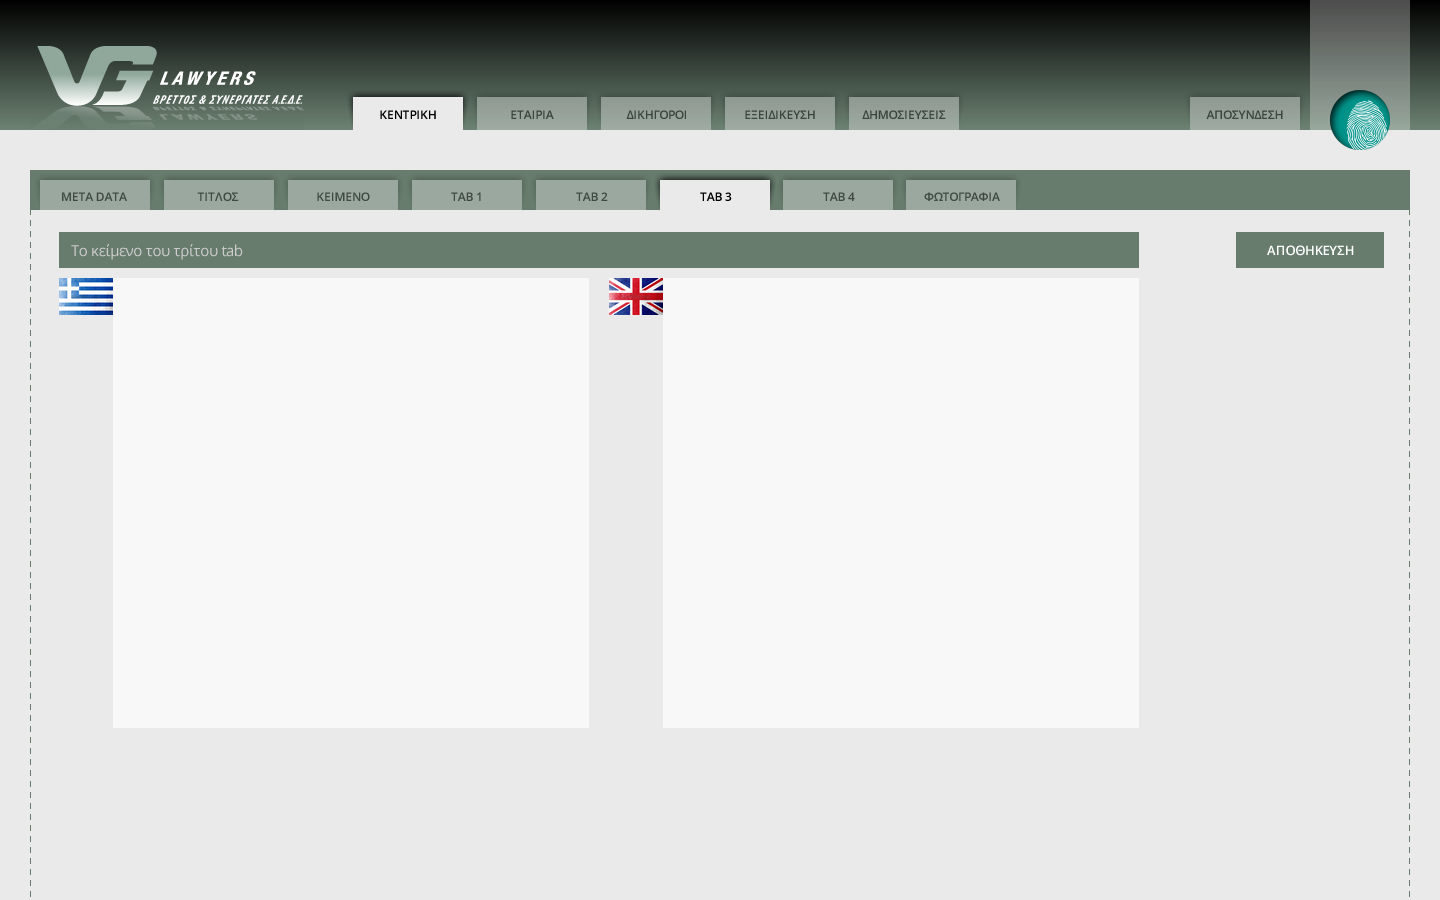 VG LAWYERS
ΒΡΕΤΤΟΣ & ΣΥΝΕΡΓΑΤΕΣ Α.Ε.Δ.Ε.
ΚΕΝΤΡΙΚΗ ΕΤΑΙΡΙΑ ΔΙΚΗΓΟΡΟΙ ΕΞΕΙΔΙΚΕΥΣΗ ΔΗΜΟΣΙΕΥΣΕΙΣ ΑΠΟΣΥΝΔΕΣΗ
META DATA ΤΙΤΛΟΣ ΚΕΙΜΕΝΟ TAB 1 TAB 2 TAB 3 TAB 4 ΦΩΤΟΓΡΑΦΙΑ
Το κείμενο του τρίτου tab ΑΠΟΘΗΚΕΥΣΗ